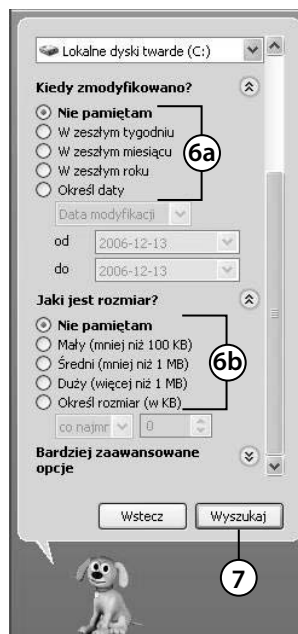 Lokalne dyski twarde (C:)
Kiedy zmodyfikowano?
Nie pamiętam
W zeszłym tygodniu
W zeszłym miesiącu
W zeszłym roku
Określ daty
6a
Data modyfikacji
od 2006-12-13
do 2006-12-13
Jaki jest rozmiar?
Nie pamiętam
Mały (mniej niż 100 KB)
Średni (mniej niż 1 MB)
Duży (więcej niż 1 MB)
Określ rozmiar (w KB)
6b
co najmr 0
Bardziej zaawansowane
opcje
Wstecz Wyszukaj
7